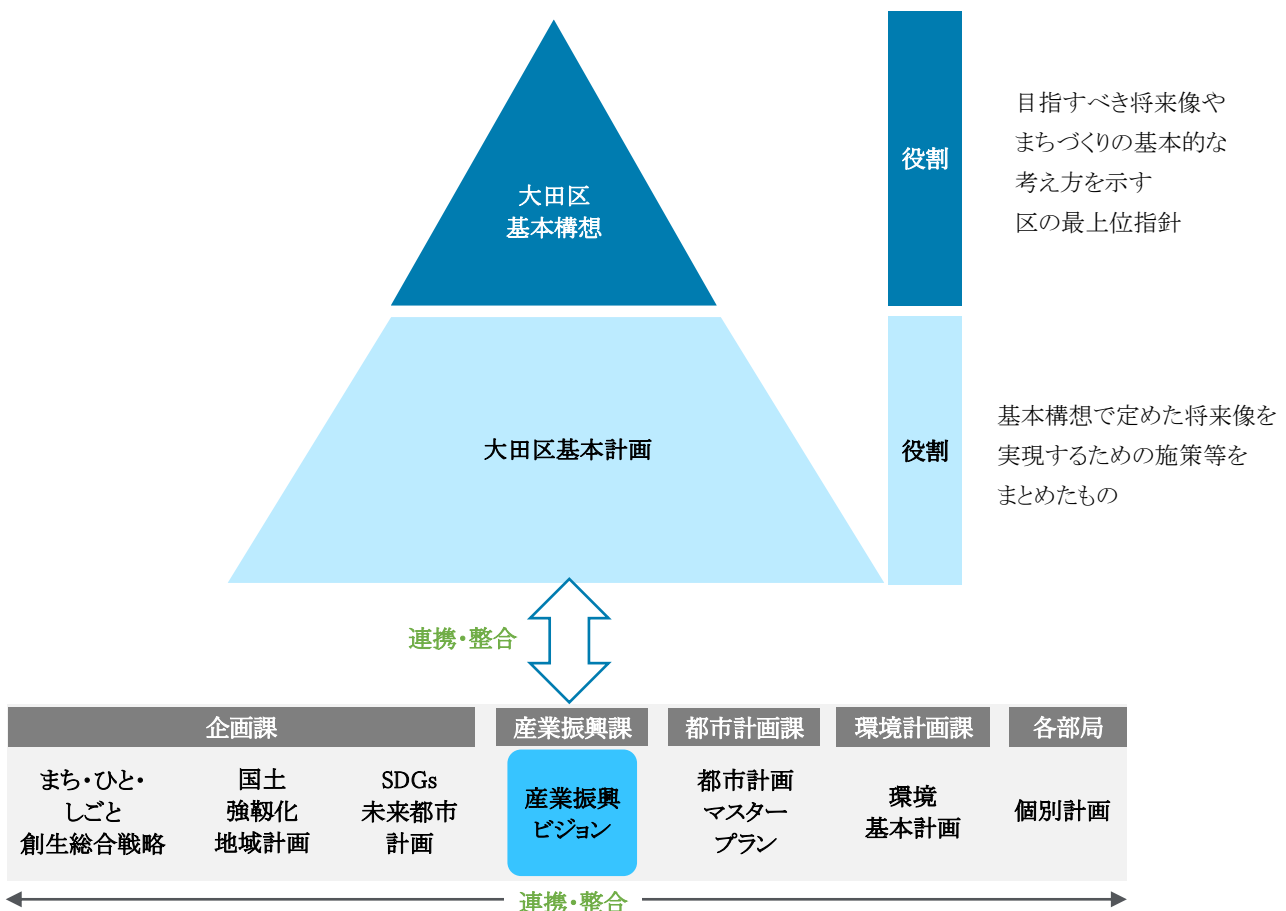 大田区
基本構想
役割
目指すべき将来像や
まちづくりの基本的な
考え方を示す
区の最上位指針
大田区基本計画
役割
基本構想で定めた将来像を
実現するための施策等を
まとめたもの
連携・整合
企画課
産業振興課
都市計画課
環境計画課
各部局
まち・ひと・
しごと
創生総合戦略
国土
強靱化
地域計画
SDGs
未来都市
計画
産業振興
ビジョン
都市計画
マスター
プラン
環境
基本計画
個別計画
連携・整合